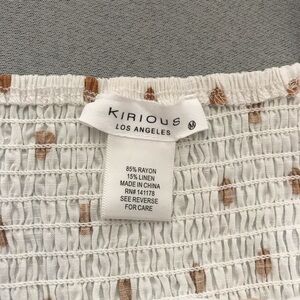 KIRIOUS
LOS ANGELES
M
85% RAYON
15% LINEN
MADE IN CHINA
RN# 141178
SEE REVERSE
FOR CARE